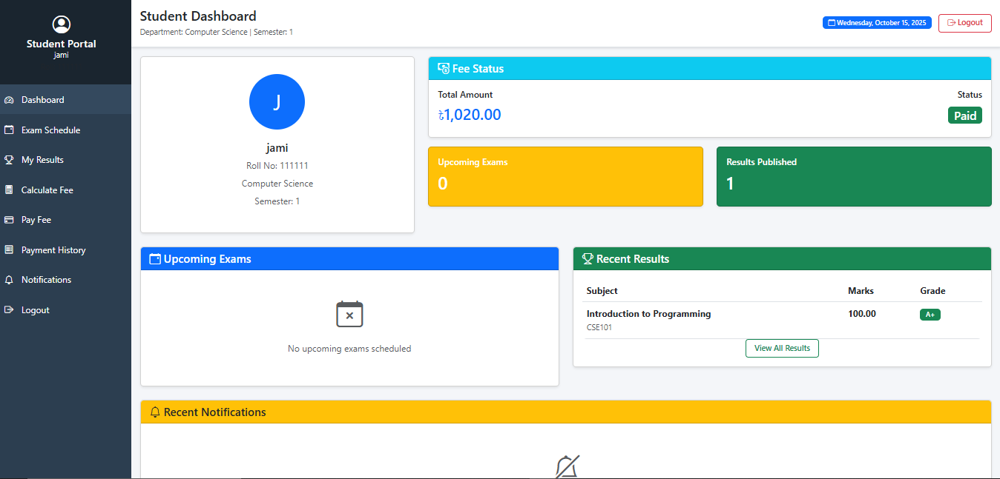 Student Portal
jami
Dashboard
Exam Schedule
My Results
Calculate Fee
Pay Fee
Payment History
Notifications
Logout
Student Dashboard
Department: Computer Science | Semester: 1
Wednesday, October 15, 2025
Logout
J
jami
Roll No: 111111
Computer Science
Semester: 1
Fee Status
Total Amount
Status
৳1,020.00
Paid
Upcoming Exams
0
Results Published
1
Upcoming Exams
No upcoming exams scheduled
Recent Results
Subject Marks Grade
Introduction to Programming 100.00 A+
CSE101
View All Results
Recent Notifications